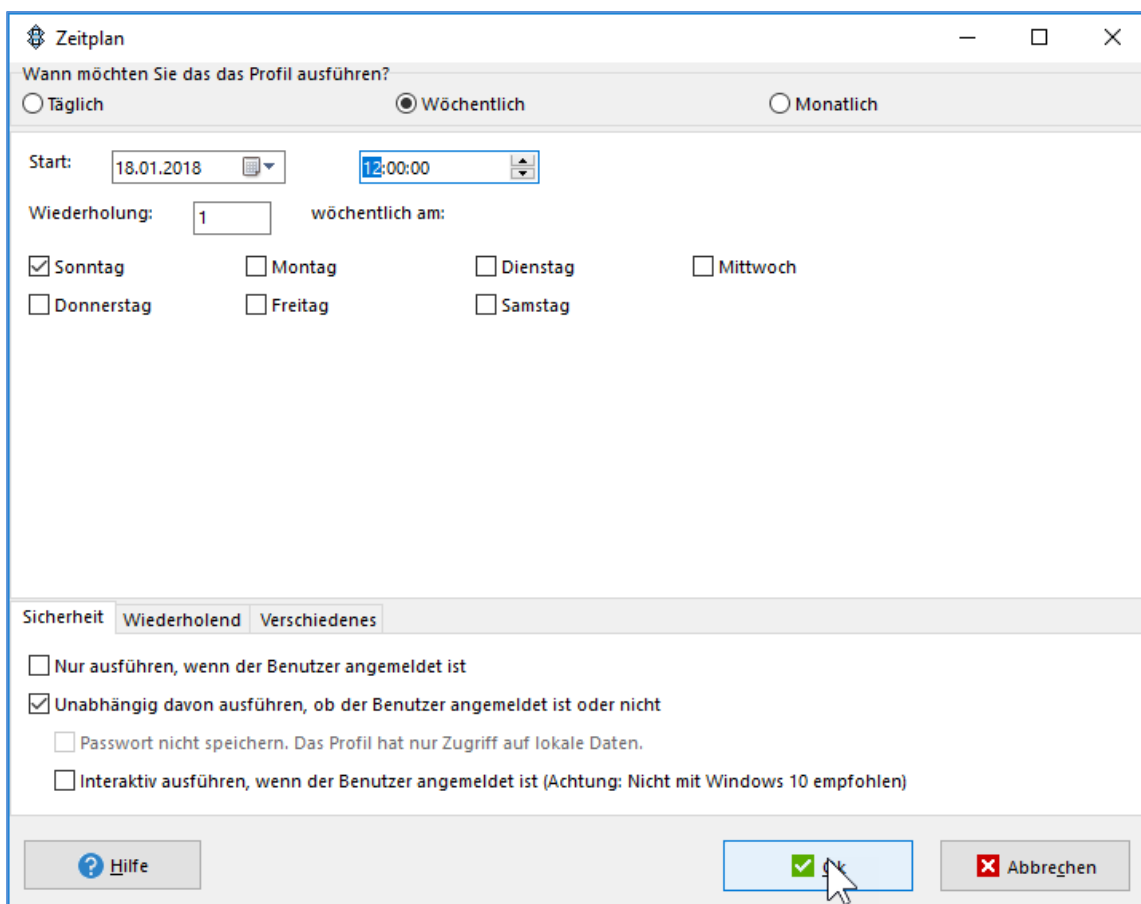 Zeitplan
Wann möchten Sie das das Profil ausführen?
Täglich Wöchentlich Monatlich
Start: 18.01.2018 12:00:00
Wiederholung: 1 wöchentlich am:
Sonntag Montag Dienstag Mittwoch
Donnerstag Freitag Samstag
Sicherheit Wiederholend Verschiedenes
Nur ausführen, wenn der Benutzer angemeldet ist
Unabhängig davon ausführen, ob der Benutzer angemeldet ist oder nicht
Passwort nicht speichern. Das Profil hat nur Zugriff auf lokale Daten.
Interaktiv ausführen, wenn der Benutzer angemeldet ist (Achtung: Nicht mit Windows 10 empfohlen)
Hilfe Abbrechen